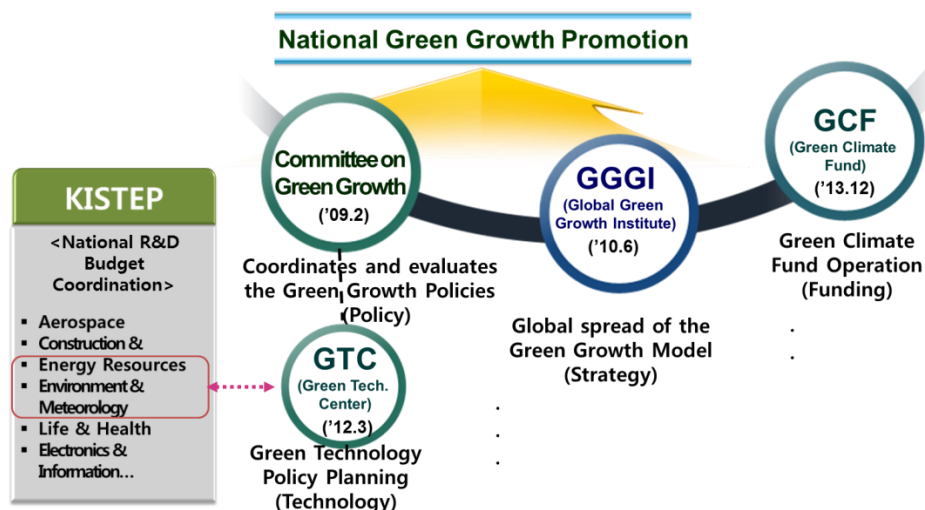 National Green Growth Promotion
Committee on
Green Growth
('09.2)
Coordinates and evaluates
the Green Growth Policies
(Policy)
GGGI
(Global Green
Growth Institute)
('10.6)
Global spread of the
Green Growth Model
(Strategy)
GCF
(Green Climate
Fund)
('13.12)
Green Climate
Fund Operation
(Funding)
KISTEP
<National R&D
Budget
Coordination>
▪ Aerospace
▪ Construction &
▪ Energy Resources
▪ Environment &
Meteorology
▪ Life & Health
▪ Electronics &
Information…
GTC
(Green Tech.
Center)
('12.3)
Green Technology
Policy Planning
(Technology)
.
.
.
.
.